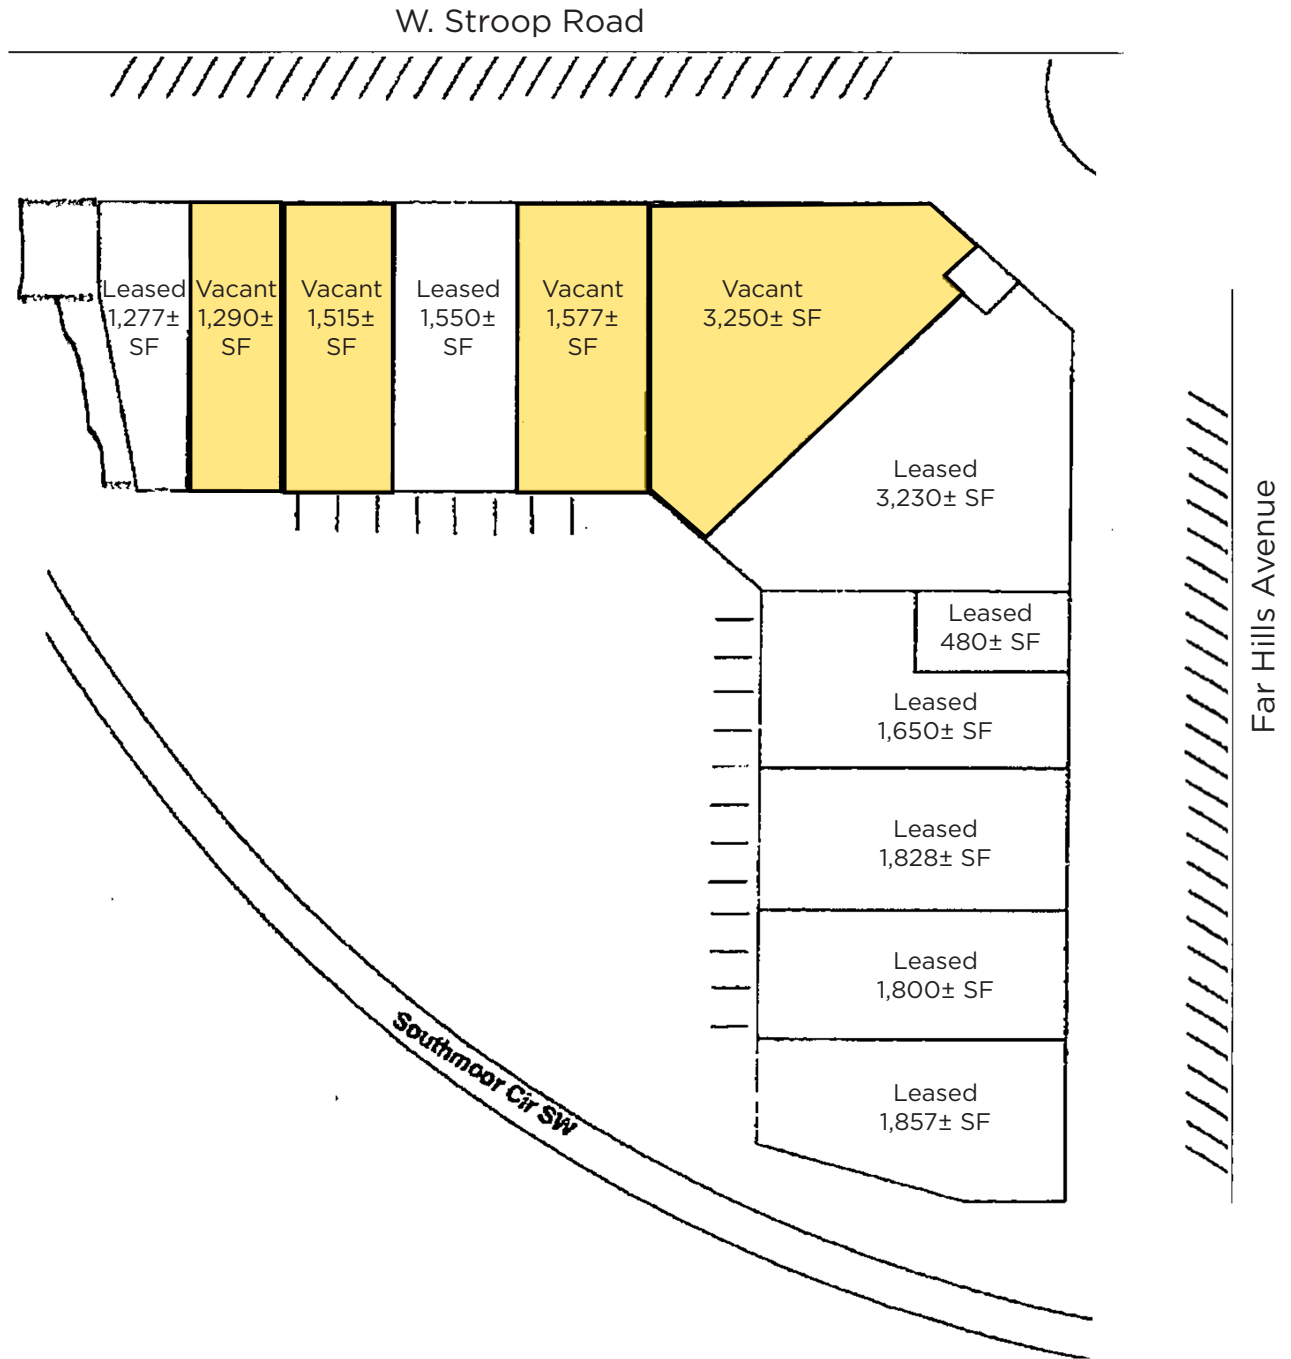 W. Stroop Road
Leased
1,277±
SF
Vacant
1,290±
SF
Vacant
1,515±
SF
Leased
1,550±
SF
Vacant
1,577±
SF
Vacant
3,250± SF
Leased
3,230± SF
Leased
480± SF
Leased
1,650± SF
Leased
1,828± SF
Leased
1,800± SF
Leased
1,857± SF
Far Hills Avenue
Southmoor Cir SW